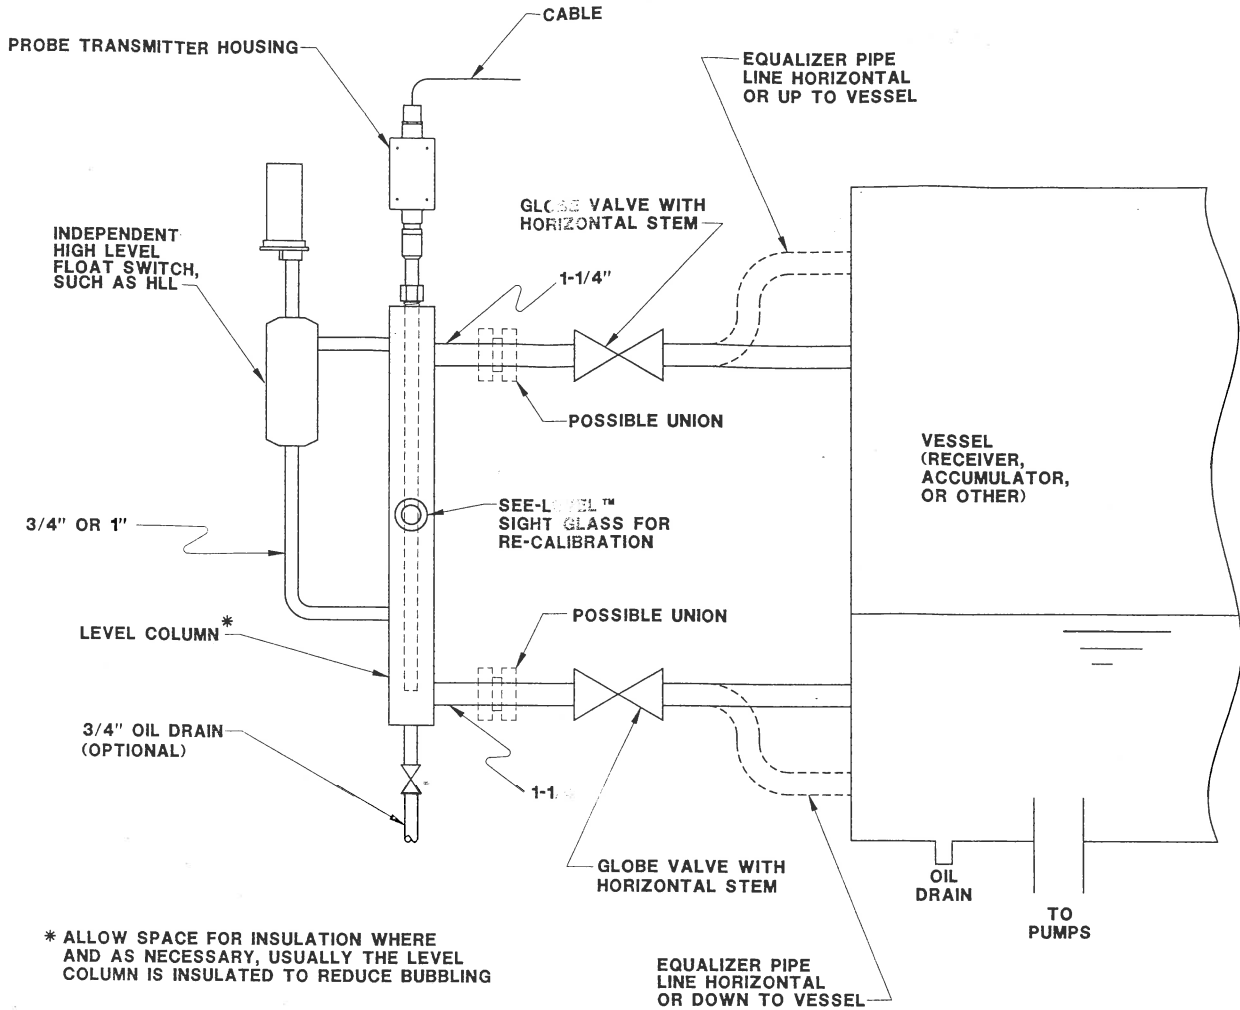 CABLE
PROBE TRANSMITTER HOUSING
EQUALIZER PIPE
LINE HORIZONTAL
OR UP TO VESSEL
GLOBE VALVE WITH
HORIZONTAL STEM
INDEPENDENT
HIGH LEVEL
FLOAT SWITCH,
SUCH AS HLL
1-1/4"
POSSIBLE UNION
VESSEL
(RECEIVER,
ACCUMULATOR,
OR OTHER)
SEE-LEVEL™
SIGHT GLASS FOR
RE-CALIBRATION
3/4" OR 1"
POSSIBLE UNION
LEVEL COLUMN*
3/4" OIL DRAIN
(OPTIONAL)
GLOBE VALVE WITH
HORIZONTAL STEM
OIL
DRAIN
TO
PUMPS
* ALLOW SPACE FOR INSULATION WHERE
AND AS NECESSARY, USUALLY THE LEVEL
COLUMN IS INSULATED TO REDUCE BUBBLING
EQUALIZER PIPE
LINE HORIZONTAL
OR DOWN TO VESSEL